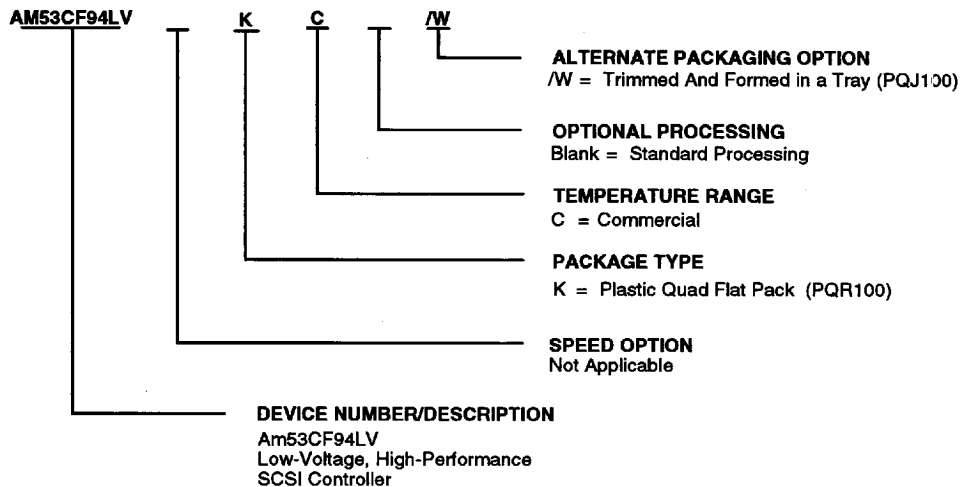 AM53CF94LV K C /W
ALTERNATE PACKAGING OPTION
/W = Trimmed And Formed in a Tray (PQJ100)
OPTIONAL PROCESSING
Blank = Standard Processing
TEMPERATURE RANGE
C = Commercial
PACKAGE TYPE
K = Plastic Quad Flat Pack (PQR100)
SPEED OPTION
Not Applicable
DEVICE NUMBER/DESCRIPTION
Am53CF94LV
Low-Voltage, High-Performance
SCSI Controller